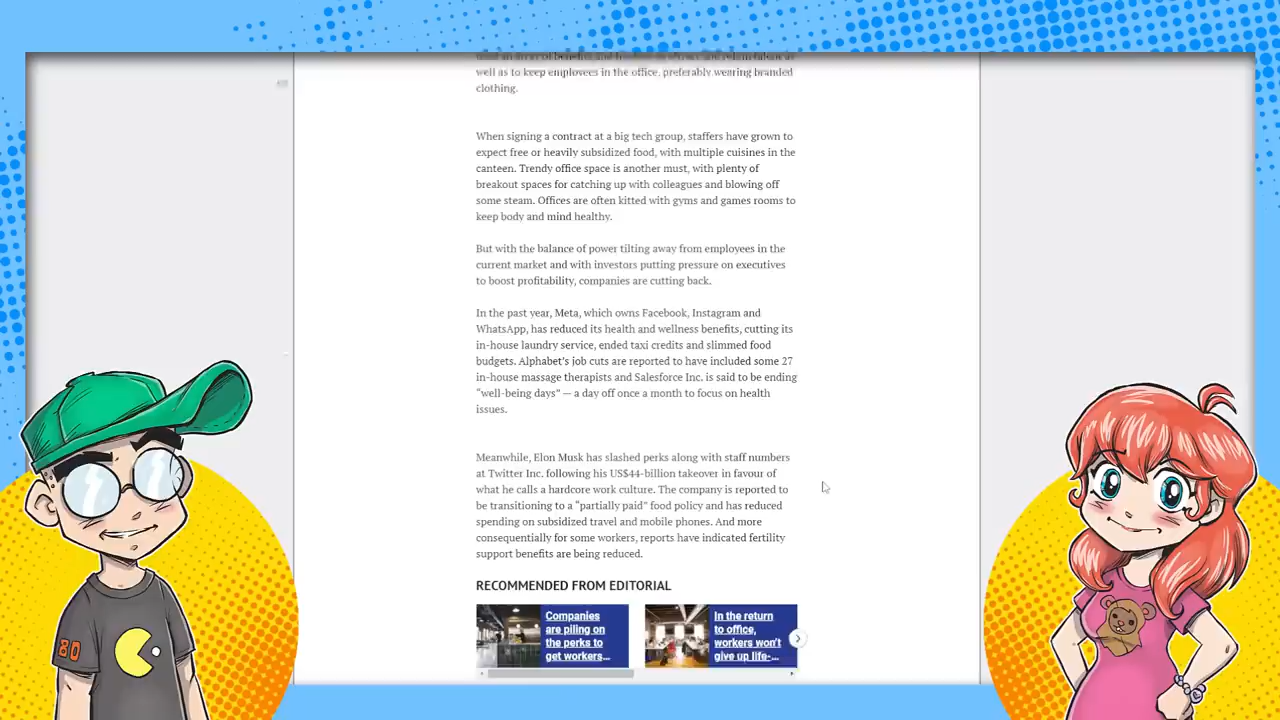 well as to keep employees in the office, preferably wearing branded
clothing.
When signing a contract at a big tech group, staffers have grown to
expect free or heavily subsidized food, with multiple cuisines in the
canteen. Trendy office space is another must, with plenty of
breakout spaces for catching up with colleagues and blowing off
some steam. Offices are often kitted with gyms and games rooms to
keep body and mind healthy.
But with the balance of power tilting away from employees in the
current market and with investors putting pressure on executives
to boost profitability, companies are cutting back.
In the past year, Meta, which owns Facebook, Instagram and
WhatsApp, has reduced its health and wellness benefits, cutting its
in-house laundry service, ended taxi credits and slimmed food
budgets. Alphabet’s job cuts are reported to have included some 27
in-house massage therapists and Salesforce Inc. is said to be ending
“well-being days” — a day off once a month to focus on health
issues.
Meanwhile, Elon Musk has slashed perks along with staff numbers
at Twitter Inc. following his US$44-billion takeover in favour of
what he calls a hardcore work culture. The company is reported to
be transitioning to a “partially paid” food policy and has reduced
spending on subsidized travel and mobile phones. And more
consequentially for some workers, reports have indicated fertility
support benefits are being reduced.
RECOMMENDED FROM EDITORIAL
Companies
are piling on
the perks to
get workers...
In the return
to office,
workers won’t
give up life-...
80